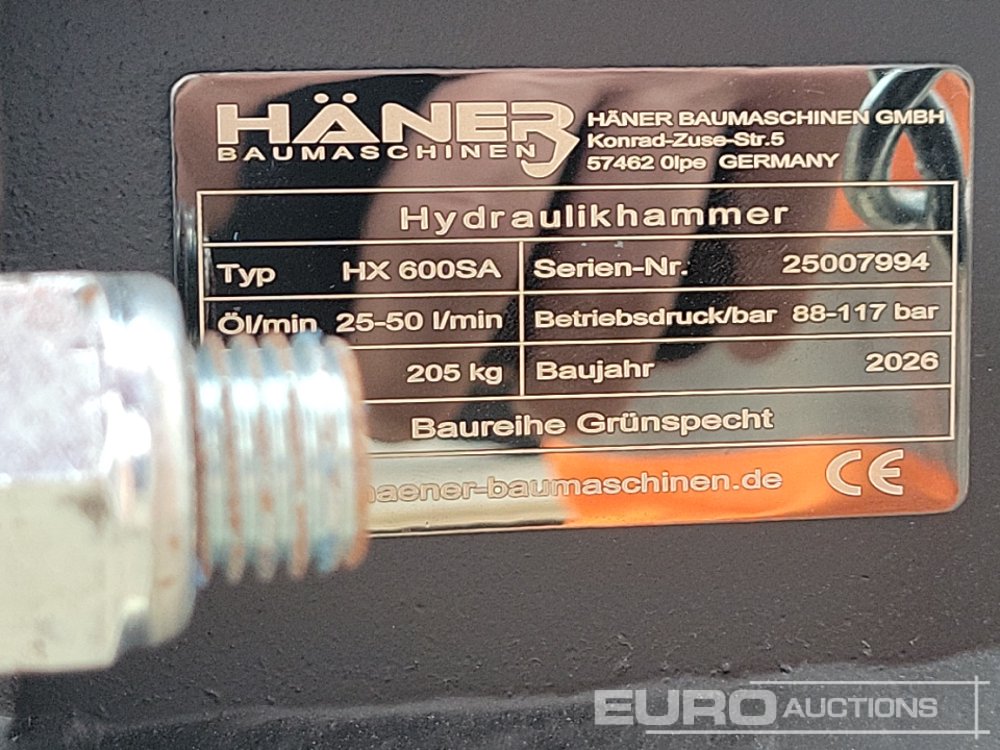 HÄNER
BAUMASCHINEN
HÄNER BAUMASCHINEN GMBH
Konrad-Zuse-Str.5
57462 Olpe GERMANY
Hydraulikhammer
Typ HX 600SA Serien-Nr. 25007994
Öl/min 25-50 l/min Betriebsdruck/bar 88-117 bar
205 kg Baujahr 2026
Baureihe Grünspecht
haener-baumaschinen.de CE
EURO AUCTIONS